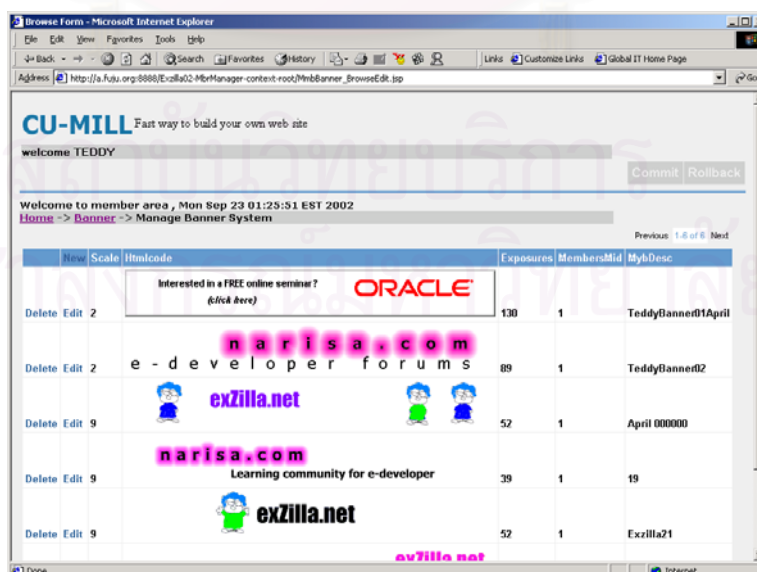 Browse Form - Microsoft Internet Explorer
File Edit View Favorites Tools Help
Back Search Favorites History Links Customize Links Global IT Home Page
Address http://a.fuju.org:8888/Exzilla02-MbrManager-context-root/MmbBanner_BrowseEdit.jsp Go
CU-MILL Fast way to build your own web site
welcome TEDDY
Commit Rollback
Welcome to member area , Mon Sep 23 01:25:51 EST 2002
Home -> Banner -> Manage Banner System
Previous 1-6 of 6 Next
New Scale Htmlcode Exposures MembersMid MybDesc
Interested in a FREE online seminar?
(click here)
ORACLE
Delete Edit 2 130 1 TeddyBanner01April
narisa.com
e-developer forums
Delete Edit 2 89 1 TeddyBanner02
exZilla.net
Delete Edit 9 52 1 April 000000
narisa.com
Learning community for e-developer
Delete Edit 9 39 1 19
exZilla.net
Delete Edit 9 52 1 Exzilla21
exZilla.net
Done Internet